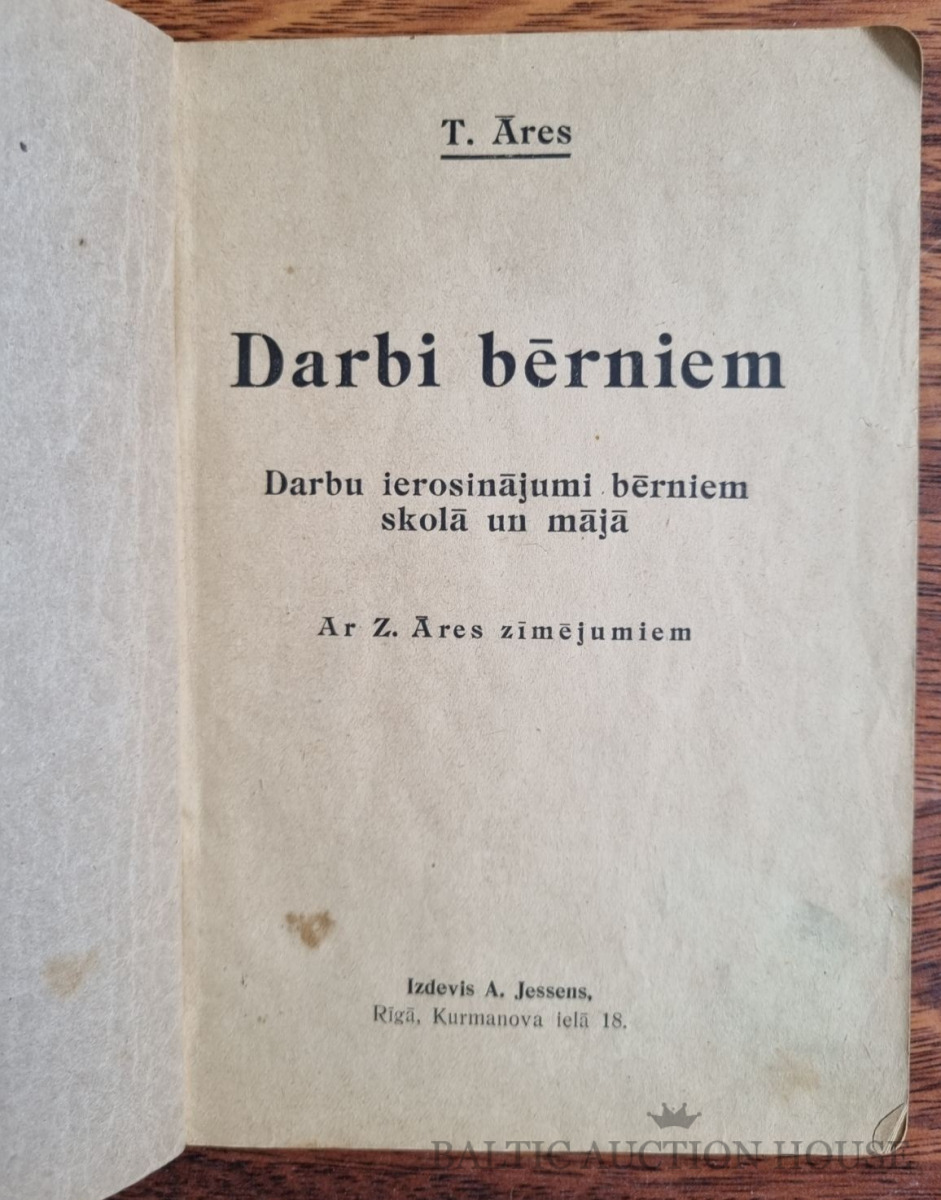 T. Āres
Darbi bērniem
Darbu ierosinājumi bērniem
skolā un mājā
Ar Z. Āres zīmējumiem
Izdevis A. Jessens,
Rīgā, Kurmanova ielā 18.
BALTIC AUCTION HOUSE